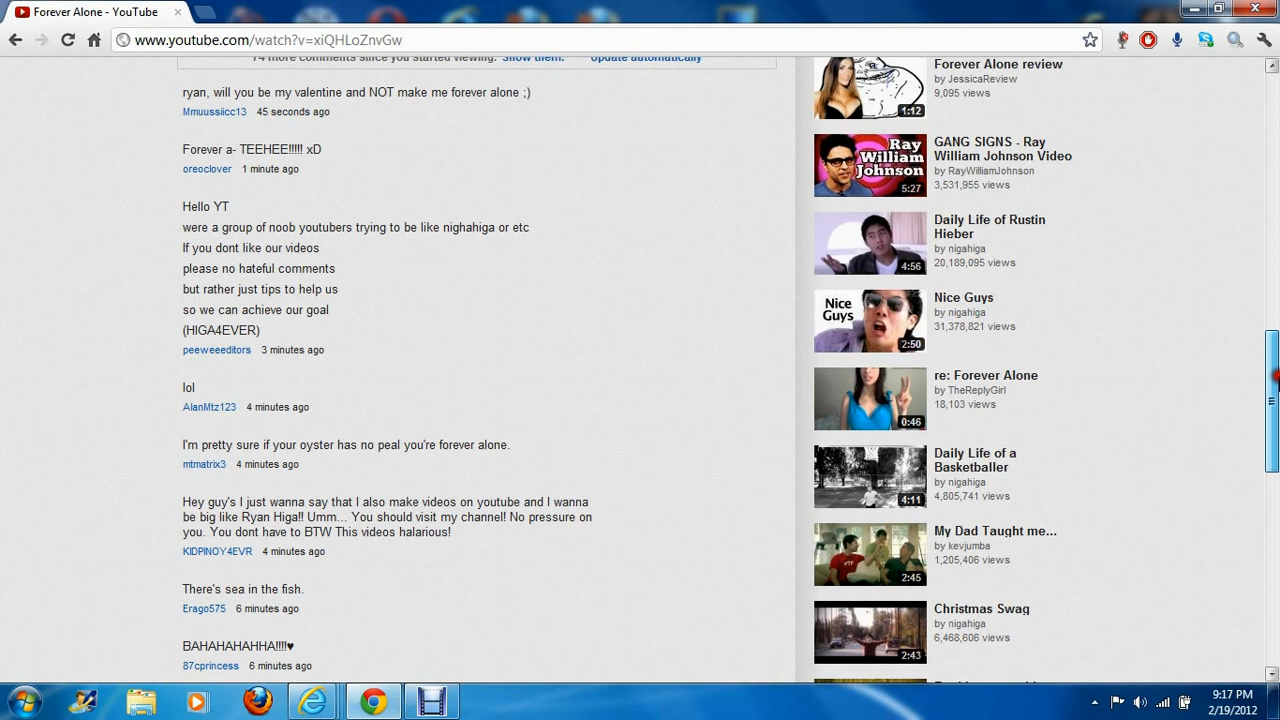 Forever Alone - YouTube
www.youtube.com/watch?v=xiQHLoZnvGw
74 more comments since you started viewing. Show them. Update automatically
ryan, will you be my valentine and NOT make me forever alone ;)
Mmuussiicc13 45 seconds ago
Forever a- TEEHEE!!!!! xD
oreoclover 1 minute ago
Hello YT
were a group of noob youtubers trying to be like nighahiga or etc
If you dont like our videos
please no hateful comments
but rather just tips to help us
so we can achieve our goal
(HIGA4EVER)
peeweeeditors 3 minutes ago
lol
AlanMtz123 4 minutes ago
I'm pretty sure if your oyster has no peal you're forever alone.
mtmatrix3 4 minutes ago
Hey guy's I just wanna say that I also make videos on youtube and I wanna
be big like Ryan Higa!! Umm... You should visit my channel! No pressure on
you. You dont have to BTW This videos halarious!
KIDPINOY4EVR 4 minutes ago
There's sea in the fish.
Erago575 6 minutes ago
BAHAHAHAHHA!!!!♥
87cprincess 6 minutes ago
1:12
Forever Alone review
by JessicaReview
9,095 views
Ray
William
Johnson
5:27
GANG SIGNS - Ray
William Johnson Video
by RayWilliamJohnson
3,531,955 views
4:56
Daily Life of Rustin
Hieber
by nigahiga
20,189,095 views
Nice
Guys
2:50
Nice Guys
by nigahiga
31,378,821 views
0:46
re: Forever Alone
by TheReplyGirl
18,103 views
4:11
Daily Life of a
Basketballer
by nigahiga
4,805,741 views
2:45
My Dad Taught me...
by kevjumba
1,205,406 views
2:43
Christmas Swag
by nigahiga
6,468,606 views
9:17 PM
2/19/2012